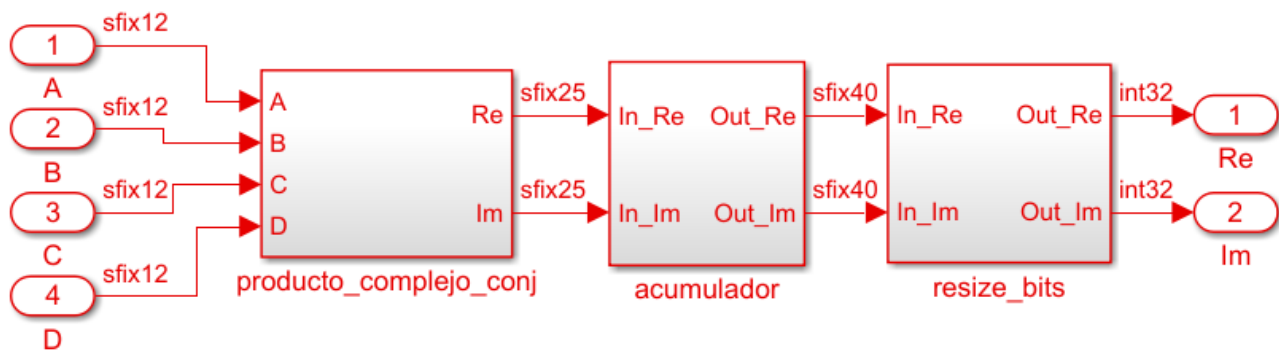 sfix12
1
A
sfix12
2
B
sfix12
3
C
sfix12
4
D
A
B
C
D
Re
Im
producto_complejo_conj
sfix25
sfix25
In_Re
Out_Re
In_Im
Out_Im
acumulador
sfix40
sfix40
In_Re
Out_Re
In_Im
Out_Im
resize_bits
int32
1
Re
int32
2
Im